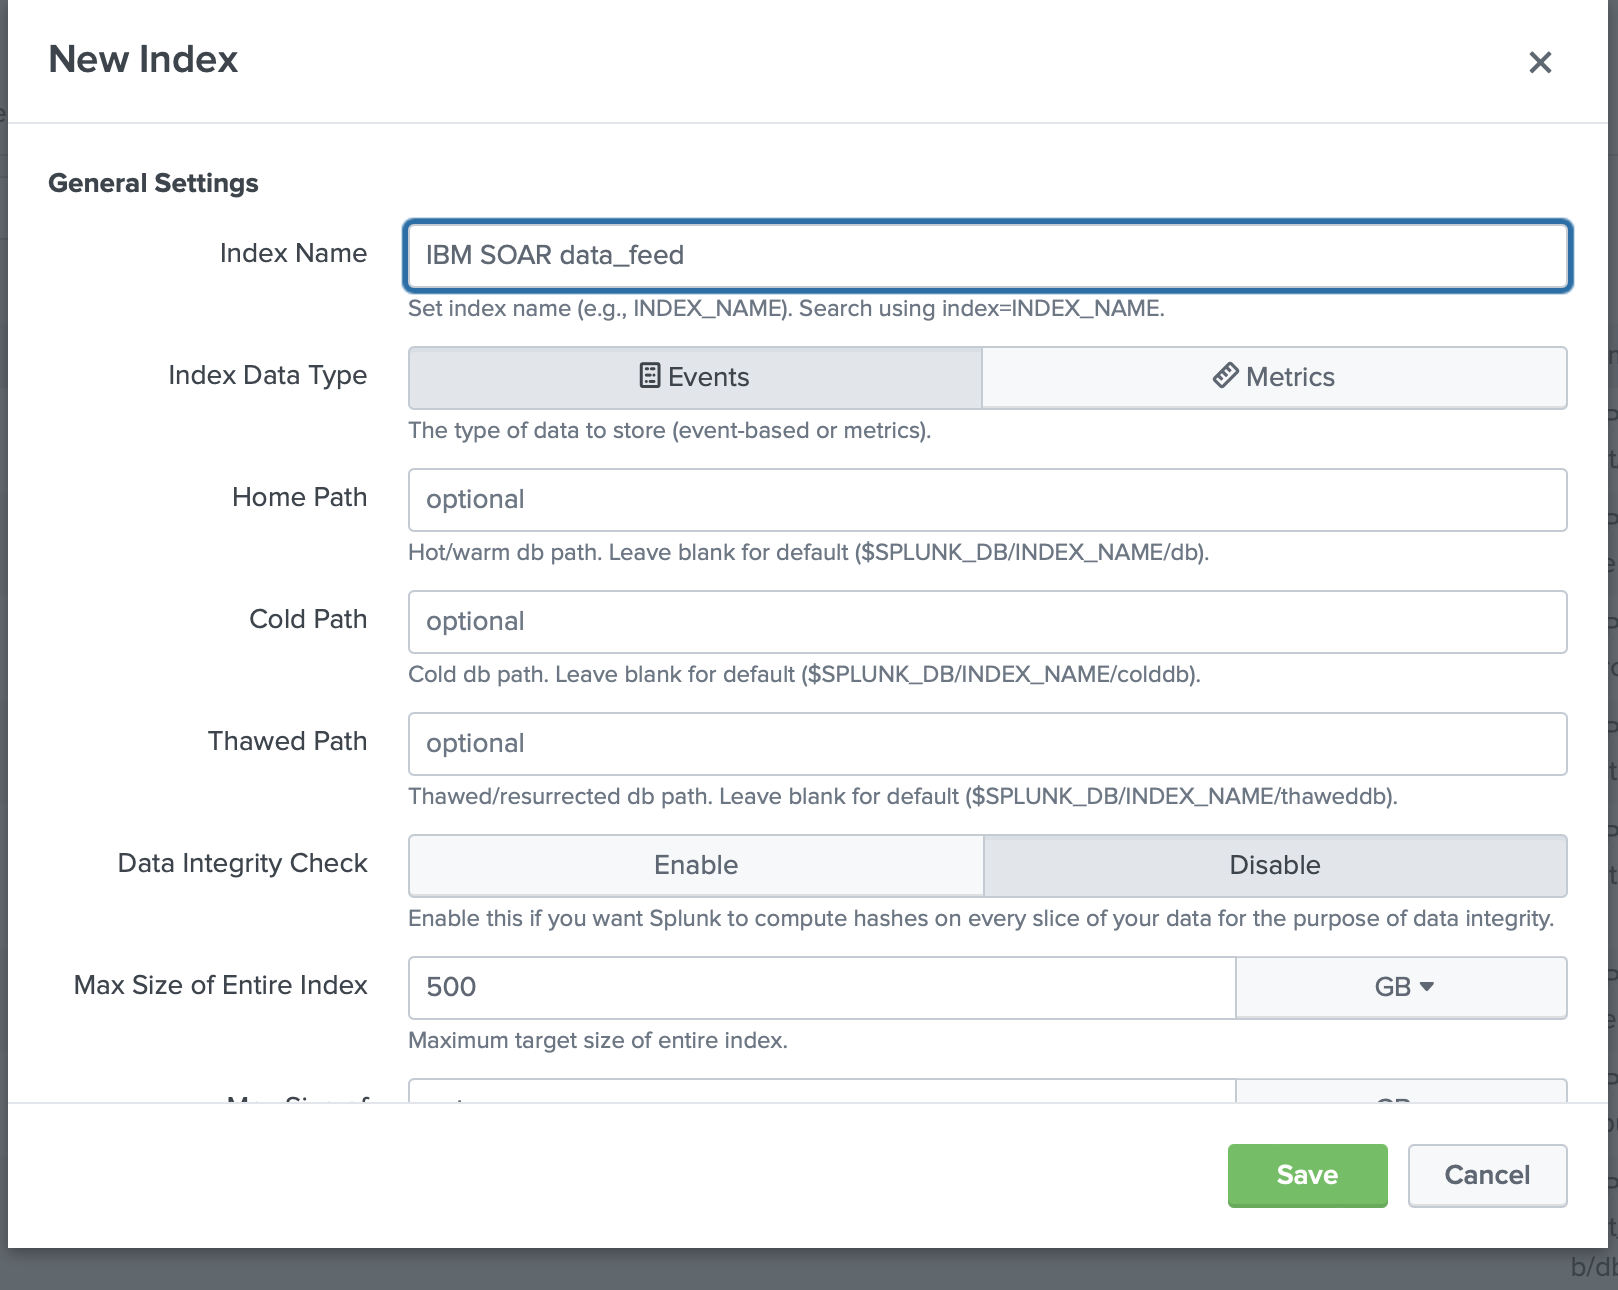 New Index
General Settings
Index Name
IBM SOAR data_feed
Set index name (e.g., INDEX_NAME). Search using index=INDEX_NAME.
Index Data Type
Events
Metrics
The type of data to store (event-based or metrics).
Home Path
optional
Hot/warm db path. Leave blank for default ($SPLUNK_DB/INDEX_NAME/db).
Cold Path
optional
Cold db path. Leave blank for default ($SPLUNK_DB/INDEX_NAME/colddb).
Thawed Path
optional
Thawed/resurrected db path. Leave blank for default ($SPLUNK_DB/INDEX_NAME/thaweddb).
Data Integrity Check
Enable
Disable
Enable this if you want Splunk to compute hashes on every slice of your data for the purpose of data integrity.
Max Size of Entire Index
500
GB
Maximum target size of entire index.
Max Size of
GB
Save
Cancel